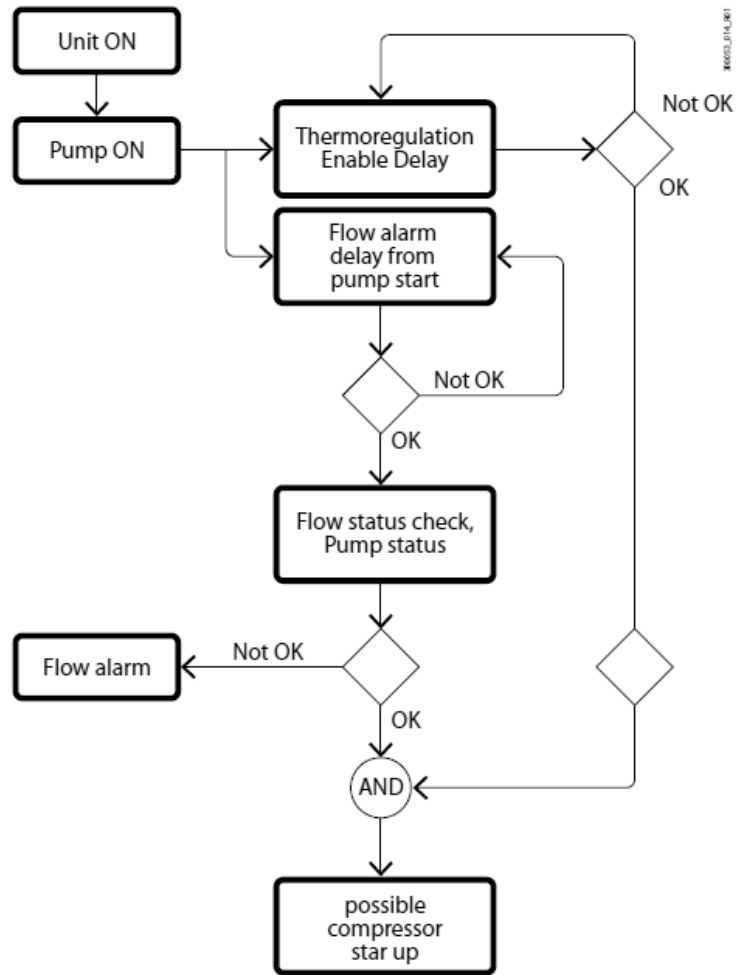 Unit ON
Pump ON
Thermoregulation
Enable Delay
Not OK
OK
Flow alarm
delay from
pump start
Not OK
OK
Flow status check,
Pump status
Flow alarm
Not OK
OK
AND
possible
compressor
star up